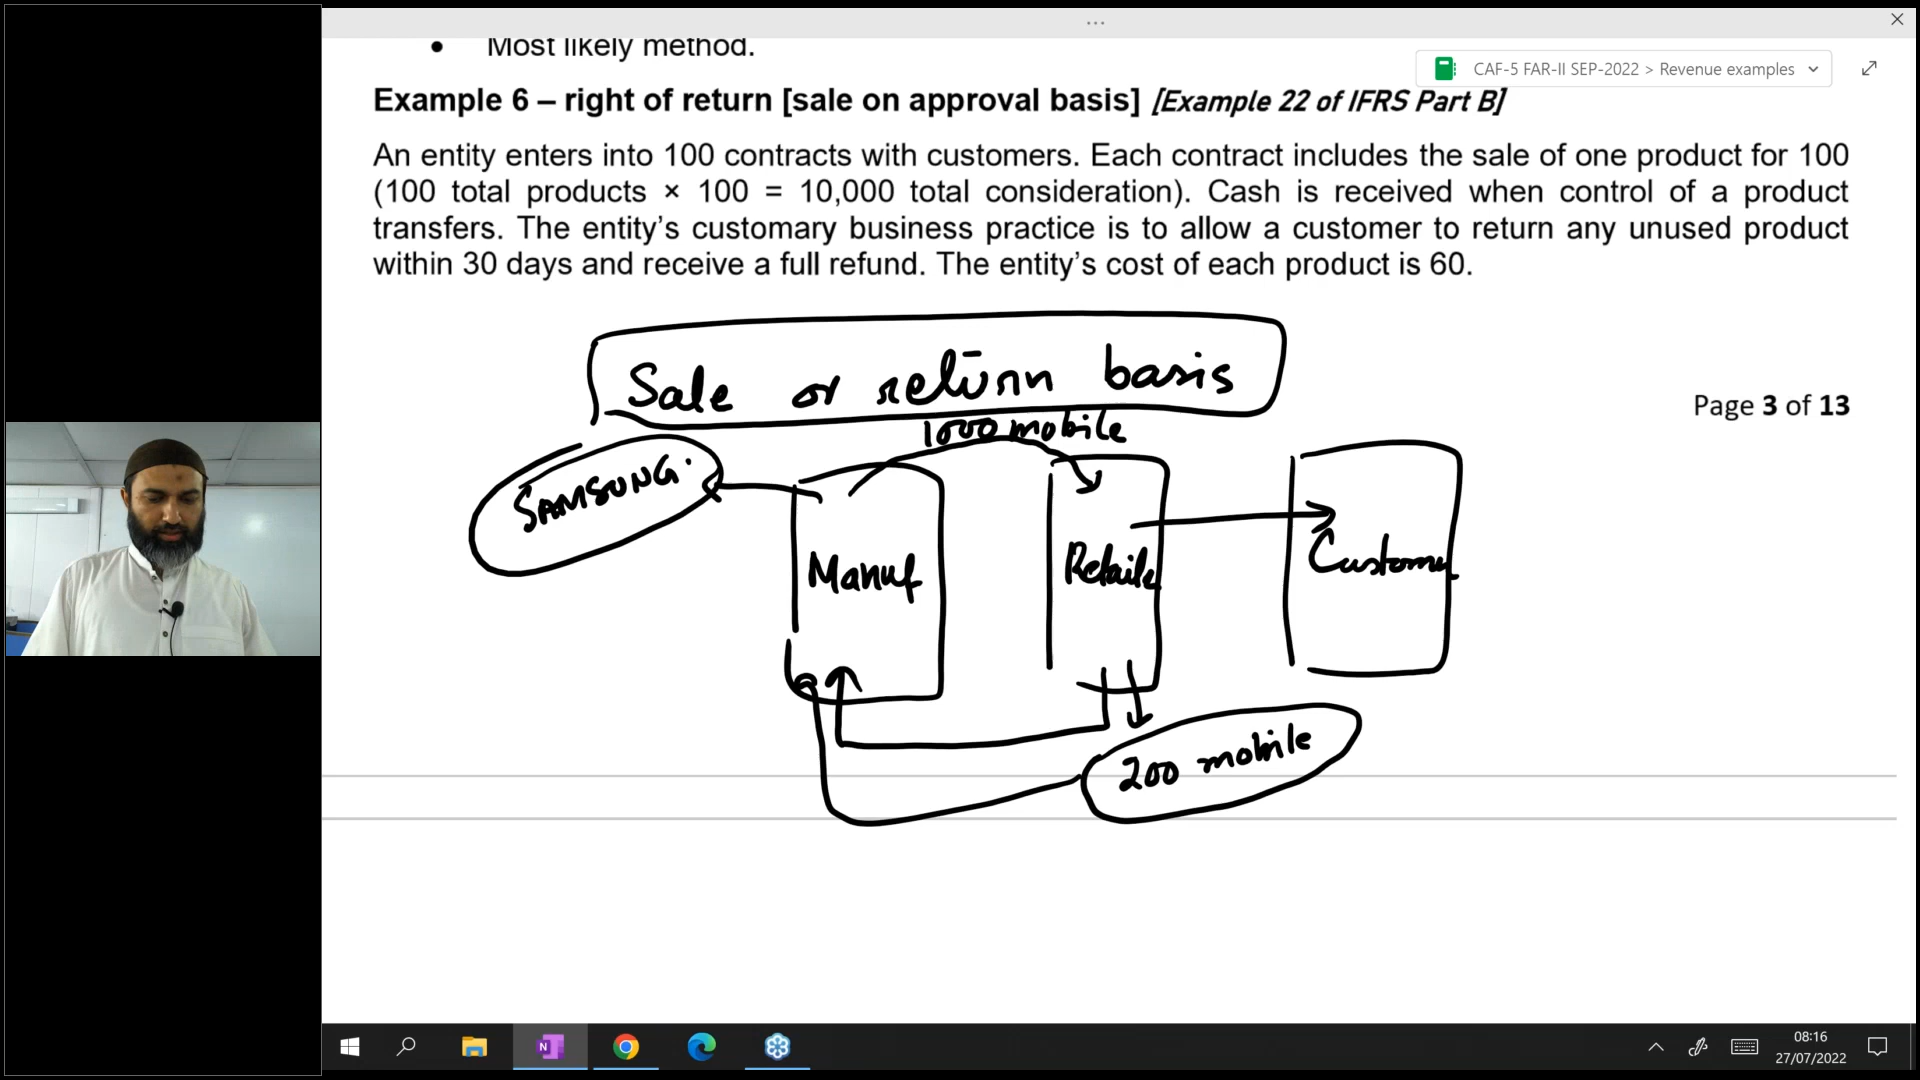 • Most likely method.
CAF-5 FAR-II SEP-2022 > Revenue examples
Example 6 – right of return [sale on approval basis] [Example 22 of IFRS Part B]
An entity enters into 100 contracts with customers. Each contract includes the sale of one product for 100
(100 total products × 100 = 10,000 total consideration). Cash is received when control of a product
transfers. The entity's customary business practice is to allow a customer to return any unused product
within 30 days and receive a full refund. The entity's cost of each product is 60.
Sale or return basis
Page 3 of 13
1000 mobile
SAMSUNG
Manuf
Retaile
Custome
200 mobile
08:16
27/07/2022